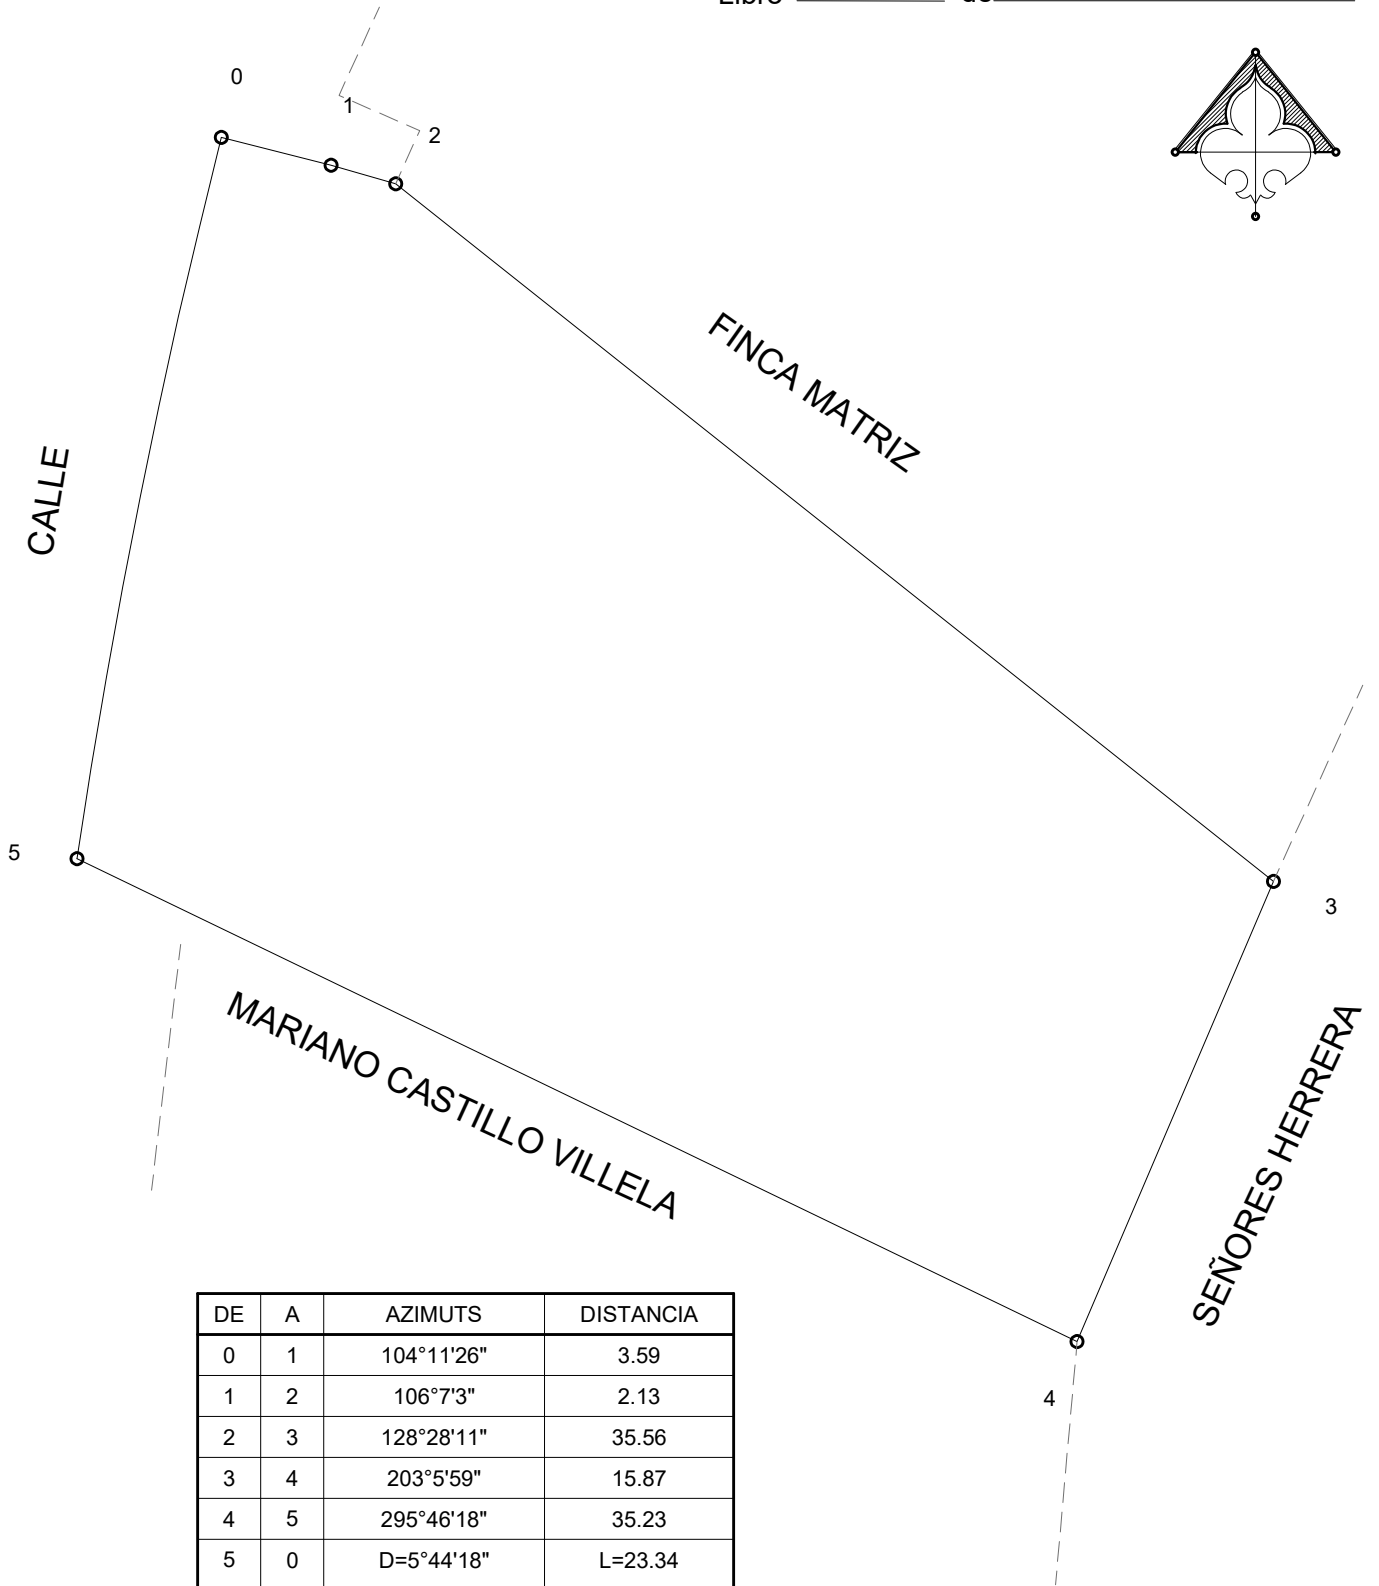 Libro de
0
1
2
FINCA MATRIZ
CALLE
5
3
MARIANO CASTILLO VILLELA
SEÑORES HERRERA
4
DE A AZIMUTS DISTANCIA
0 1 104°11'26" 3.59
1 2 106°7'3" 2.13
2 3 128°28'11" 35.56
3 4 203°5'59" 15.87
4 5 295°46'18" 35.23
5 0 D=5°44'18" L=23.34